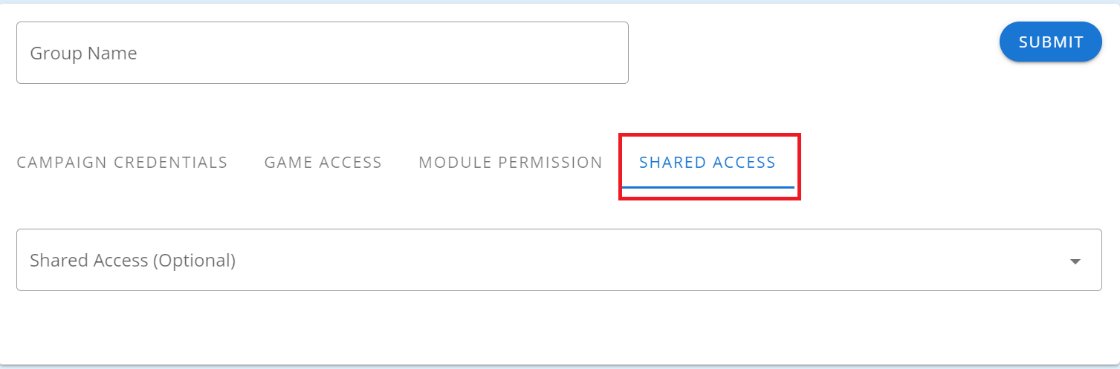 Group Name
SUBMIT
CAMPAIGN CREDENTIALS
GAME ACCESS
MODULE PERMISSION
SHARED ACCESS
Shared Access (Optional)